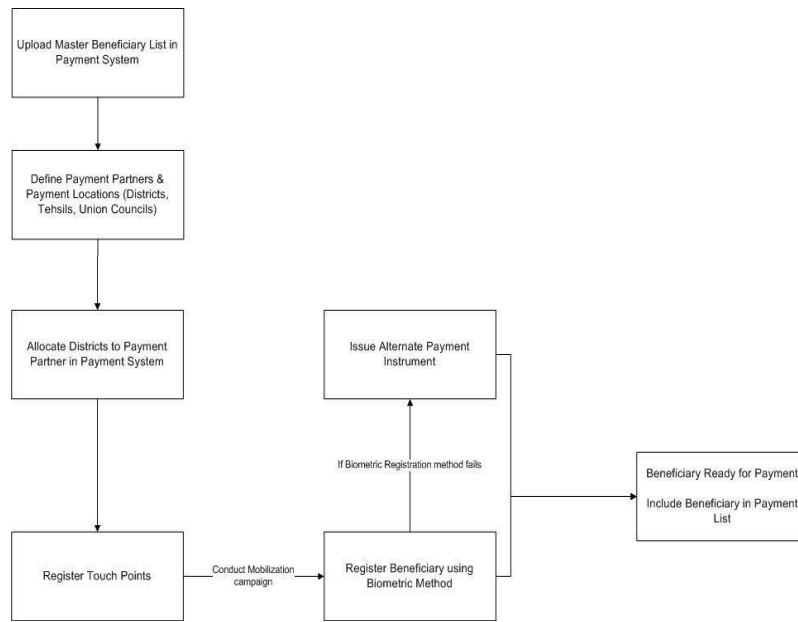 Upload Master Beneficiary List in
Payment System
Define Payment Partners &
Payment Locations (Districts,
Tehsils, Union Councils)
Allocate Districts to Payment
Partner in Payment System
Issue Alternate Payment
Instrument
If Biometric Registration method fails
Beneficiary Ready for Payment
Include Beneficiary in Payment
List
Register Touch Points
Conduct Mobilization
campaign
Register Beneficiary using
Biometric Method